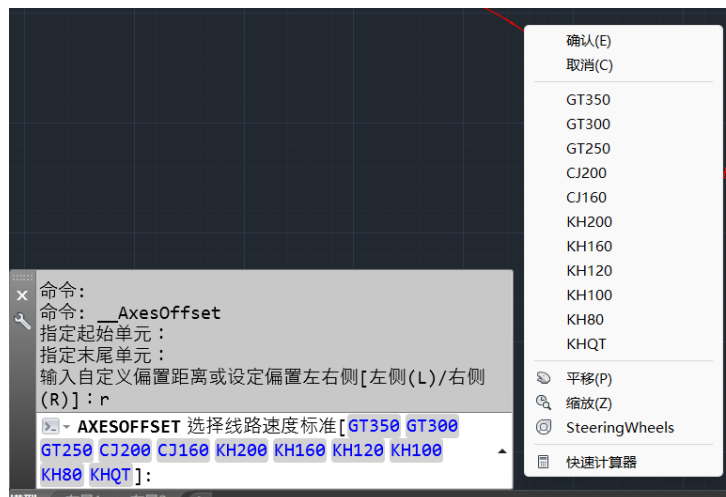 确认(E)
取消(C)
GT350
GT300
GT250
CJ200
CJ160
KH200
KH160
KH120
KH100
KH80
KHQT
平移(P)
缩放(Z)
SteeringWheels
快速计算器
命令:
命令: __AxesOffset
指定起始单元：
指定末尾单元：
输入自定义偏置距离或设定偏置左右侧[左侧(L)/右侧
(R)]：r
AXESOFFSET 选择线路速度标准[GT350 GT300
GT250 CJ200 CJ160 KH200 KH160 KH120 KH100
KH80 KHQT]: